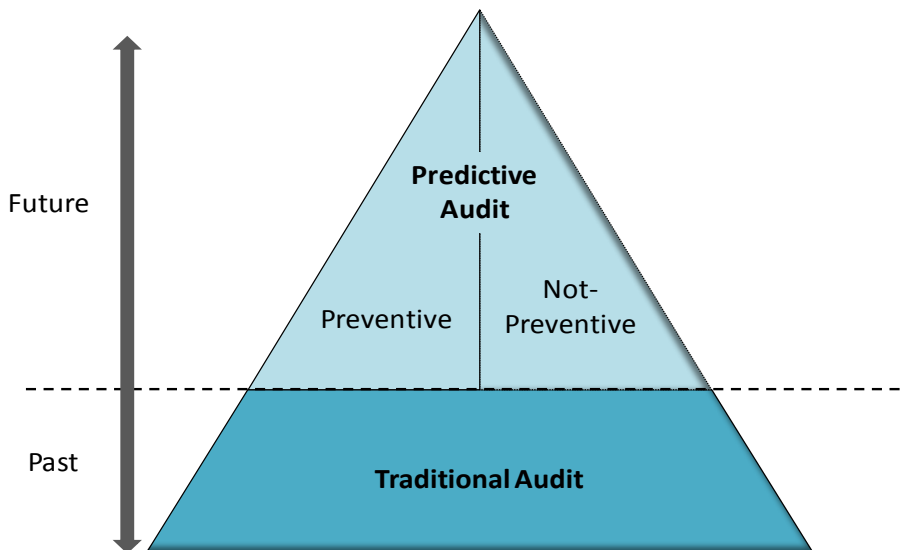 Future
Predictive
Audit
Preventive
Not-
Preventive
Past
Traditional Audit